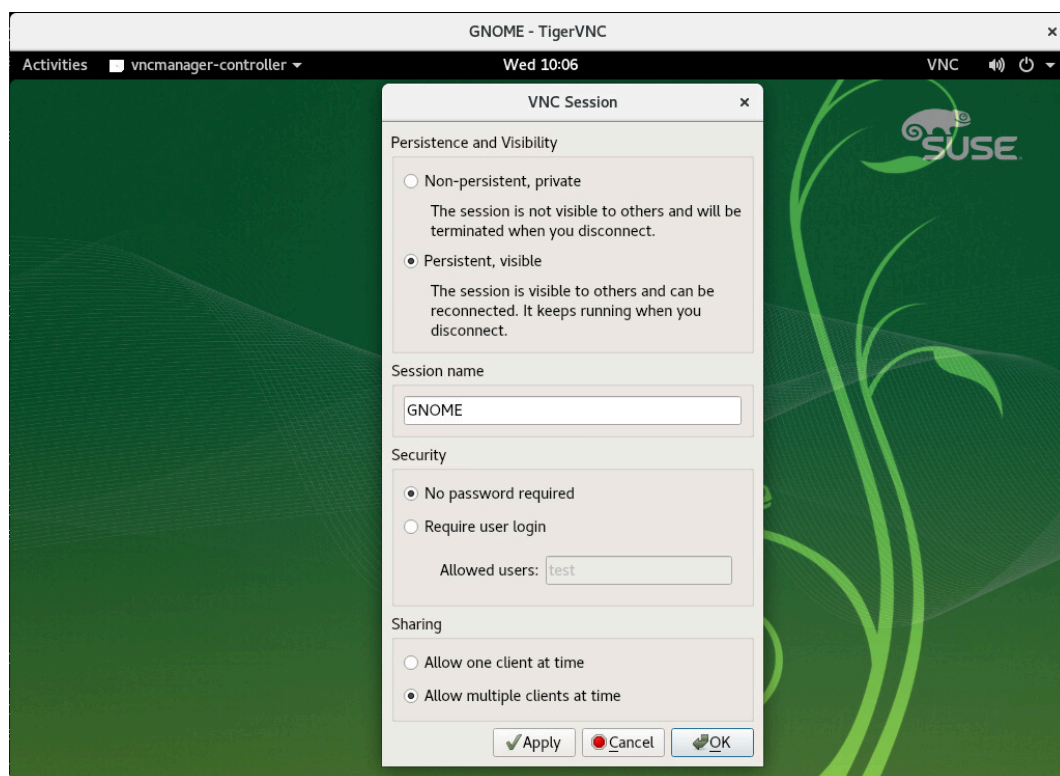 GNOME - TigerVNC
Activities vncmanager-controller Wed 10:06 VNC
VNC Session
SUSE.
Persistence and Visibility
Non-persistent, private
The session is not visible to others and will be
terminated when you disconnect.
Persistent, visible
The session is visible to others and can be
reconnected. It keeps running when you
disconnect.
Session name
GNOME
Security
No password required
Require user login
Allowed users: test
Sharing
Allow one client at time
Allow multiple clients at time
Apply Cancel OK